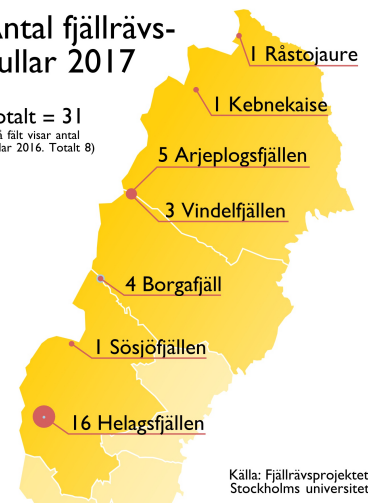 Antal fjällrävs-
ullar 2017
otalt = 31
å fält visar antal
lar 2016. Totalt 8)
1 Råstojaure
1 Kebnekaise
5 Arjeplogsfjällen
3 Vindelfjällen
4 Borgafjäll
1 Sösjöfjällen
16 Helagsfjällen
Källa: Fjällrävsprojektet
Stockholms universitet